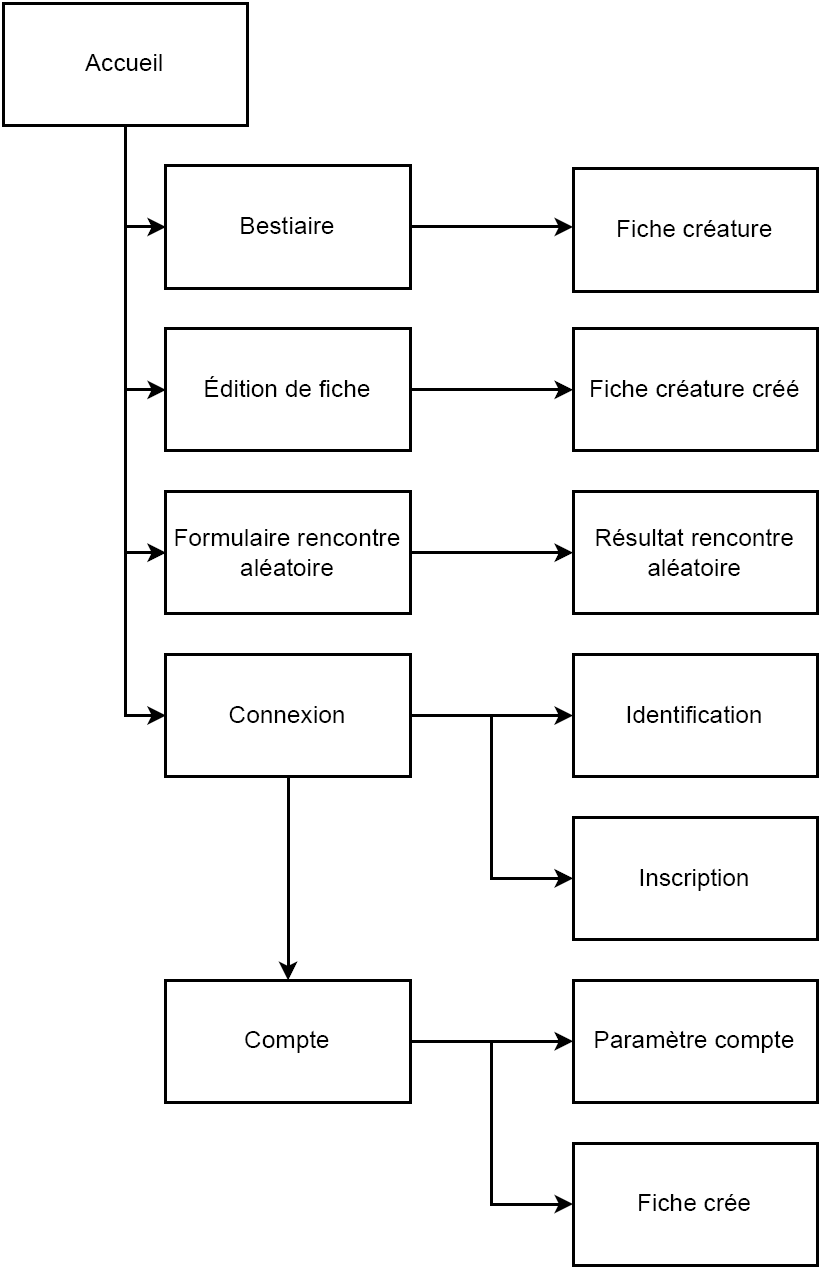 Accueil
Bestiaire
Fiche créature
Édition de fiche
Fiche créature créé
Formulaire rencontre
aléatoire
Résultat rencontre
aléatoire
Connexion
Identification
Inscription
Compte
Paramètre compte
Fiche crée